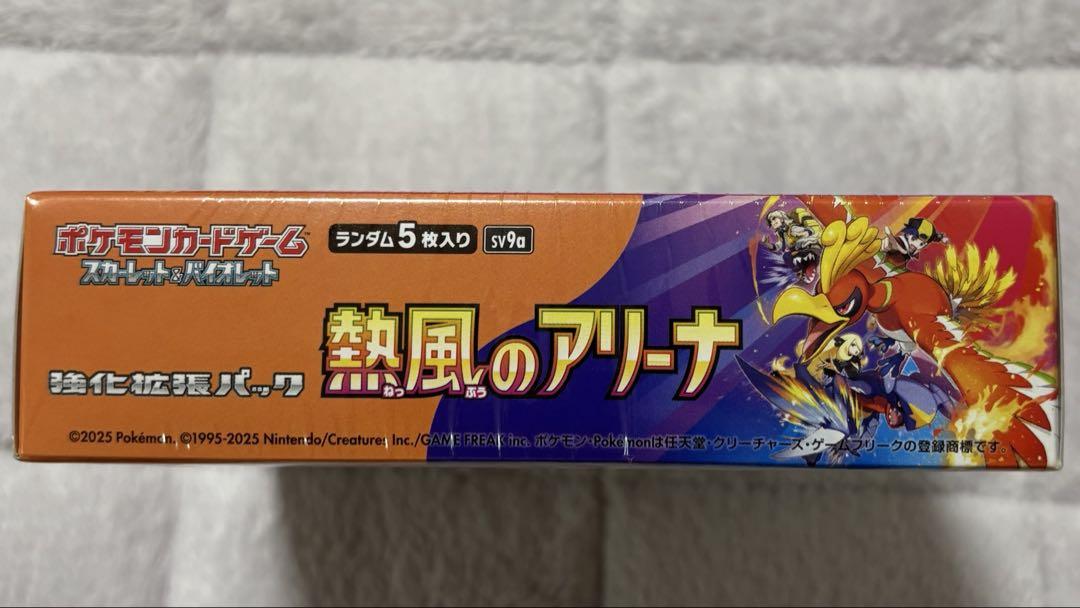 ポケモンカードゲーム™
スカーレット&バイオレット
ランダム5枚入り
SV9a
強化拡張パック
熱風のアリーナ
ねっ ぷう
©2025 Pokémon. ©1995-2025 Nintendo/Creatures Inc./GAME FREAK inc. ポケモン・Pokémonは任天堂・クリーチャーズ・ゲームフリークの登録商標です。